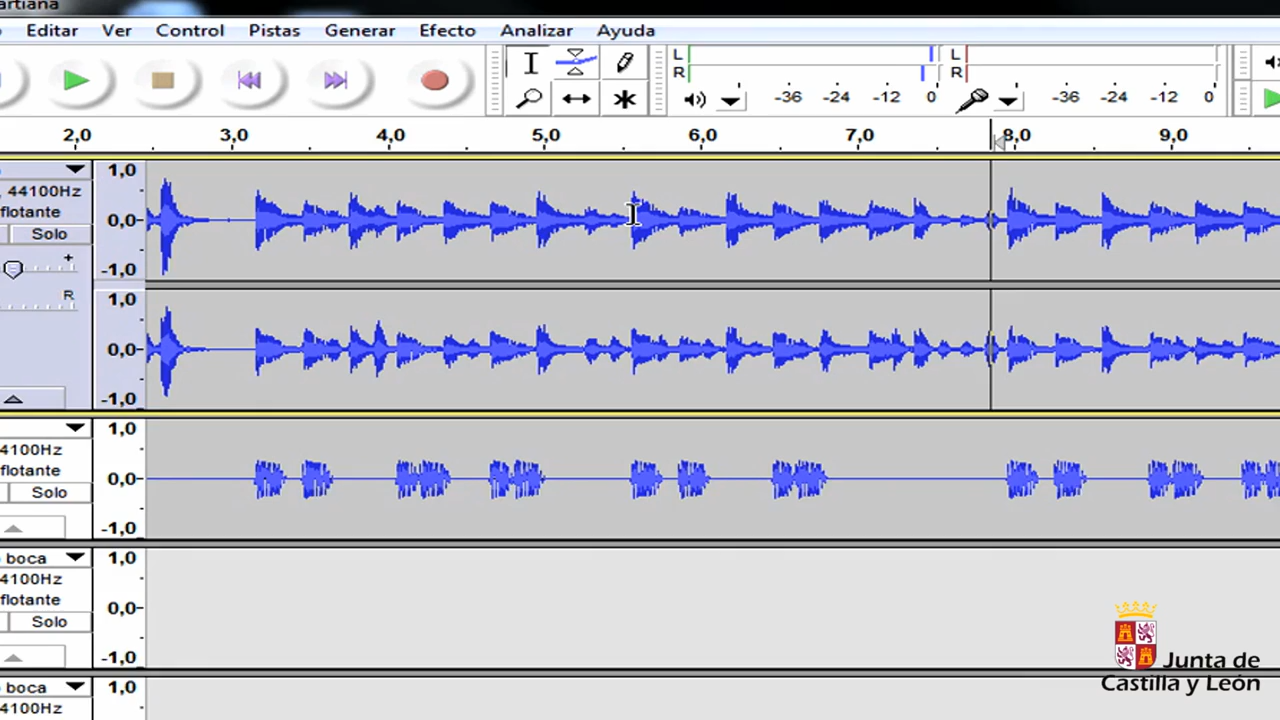 artiana
Editar Ver Control Pistas Generar Efecto Analizar Ayuda
L
R
-36 -24 -12 0
L
R
-36 -24 -12 0
2,0 3,0 4,0 5,0 6,0 7,0 8,0 9,0
, 44100Hz
flotante
Solo
+
R
1,0
0,0
-1,0
1,0
0,0
-1,0
4100Hz
flotante
Solo
1,0
0,0
-1,0
boca
4100Hz
flotante
Solo
1,0
0,0
-1,0
boca
4100Hz
1,0
Junta de
Castilla y León